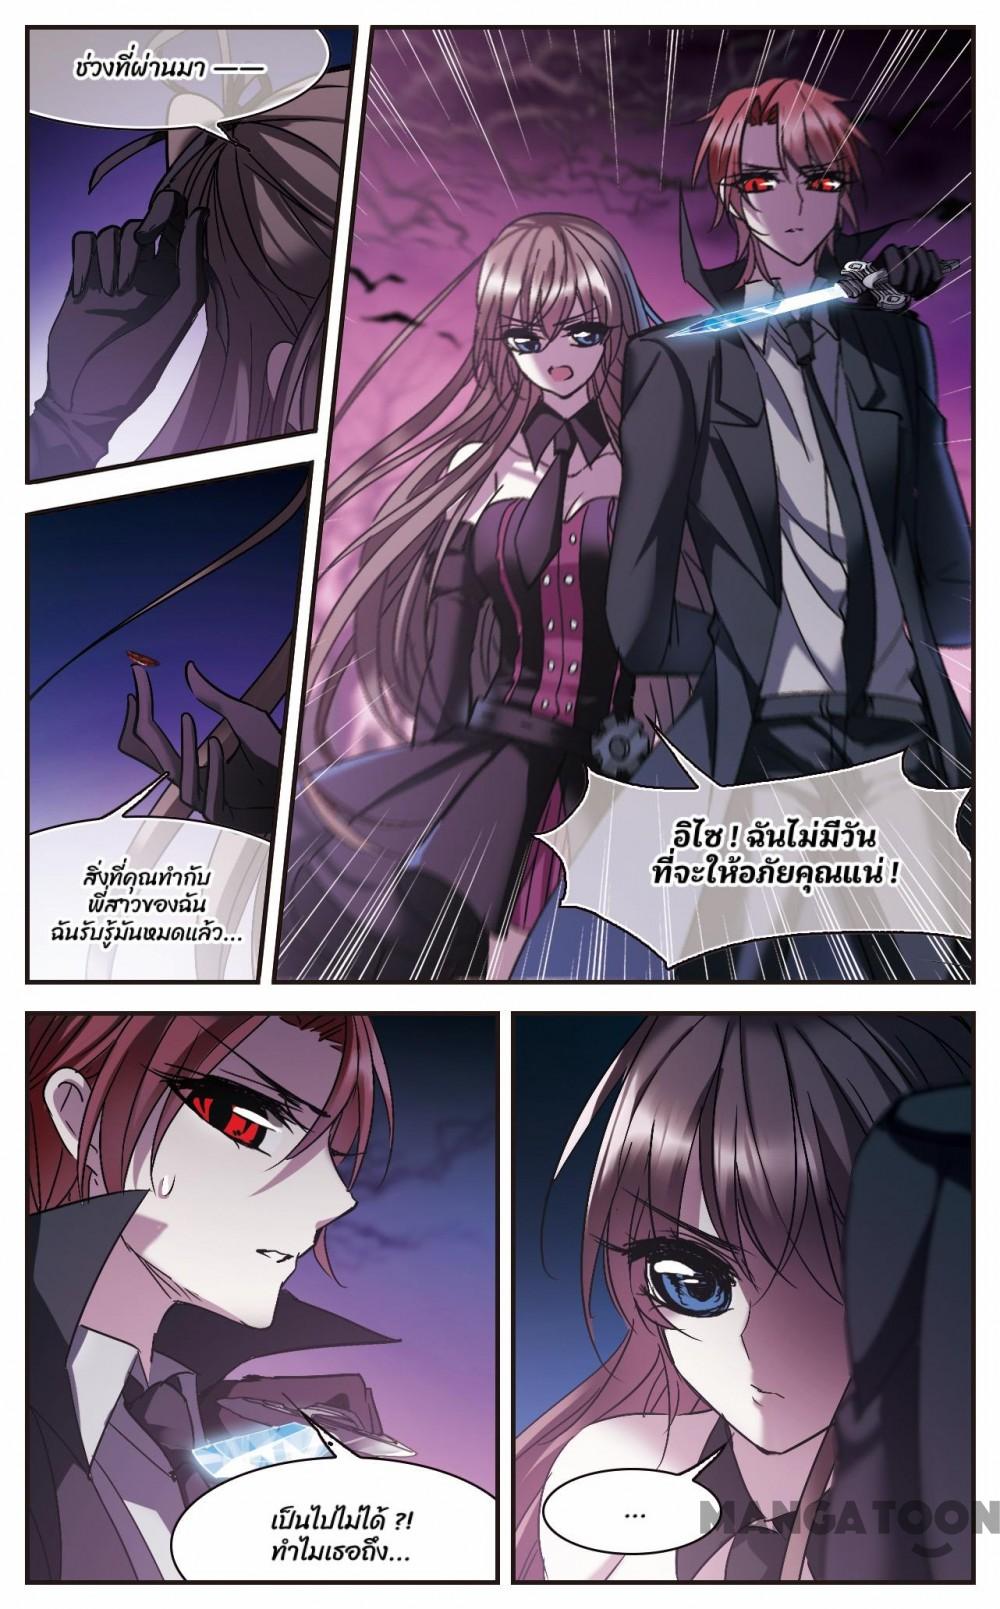 ช่วงที่ผ่านมา ——
สิ่งที่คุณทำกับ
พี่สาวของฉัน
ฉันรับรู้มันหมดแล้ว...
อิไซ ! ฉันไม่มีวัน
ที่จะให้อภัยคุณแน่ !
เป็นไปไม่ได้ ?!
ทำไมเธอถึง...
...
MANGATOON
MANGATOON